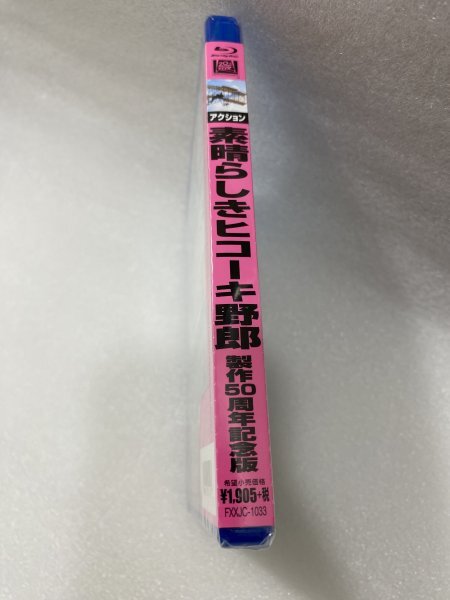 アクション
素晴らしきヒコーキ野郎
製作50周年記念版
希望小売価格
¥1,905+税
FXXJC-1033